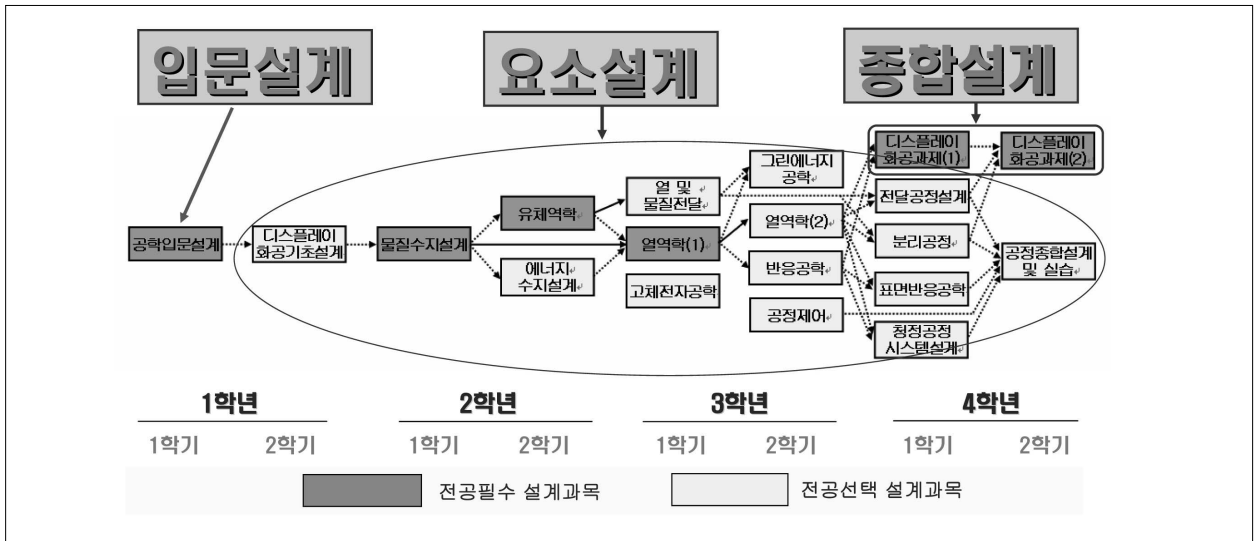 입문설계
요소설계
종합설계
공학입문설계
디스플레이
화공기초설계
물질수지설계
유체역학
에너지
수지설계
열 및
물질전달
열역학(1)
고체전자공학
그린에너지
공학
열역학(2)
반응공학
공정제어
디스플레이
화공과제(1)
전달공정설계
분리공정
표면반응공학
청정공정
시스템설계
디스플레이
화공과제(2)
공정종합설계
및 실습
1학년
2학년
3학년
4학년
1학기
2학기
1학기
2학기
1학기
2학기
1학기
2학기
전공필수 설계과목
전공선택 설계과목